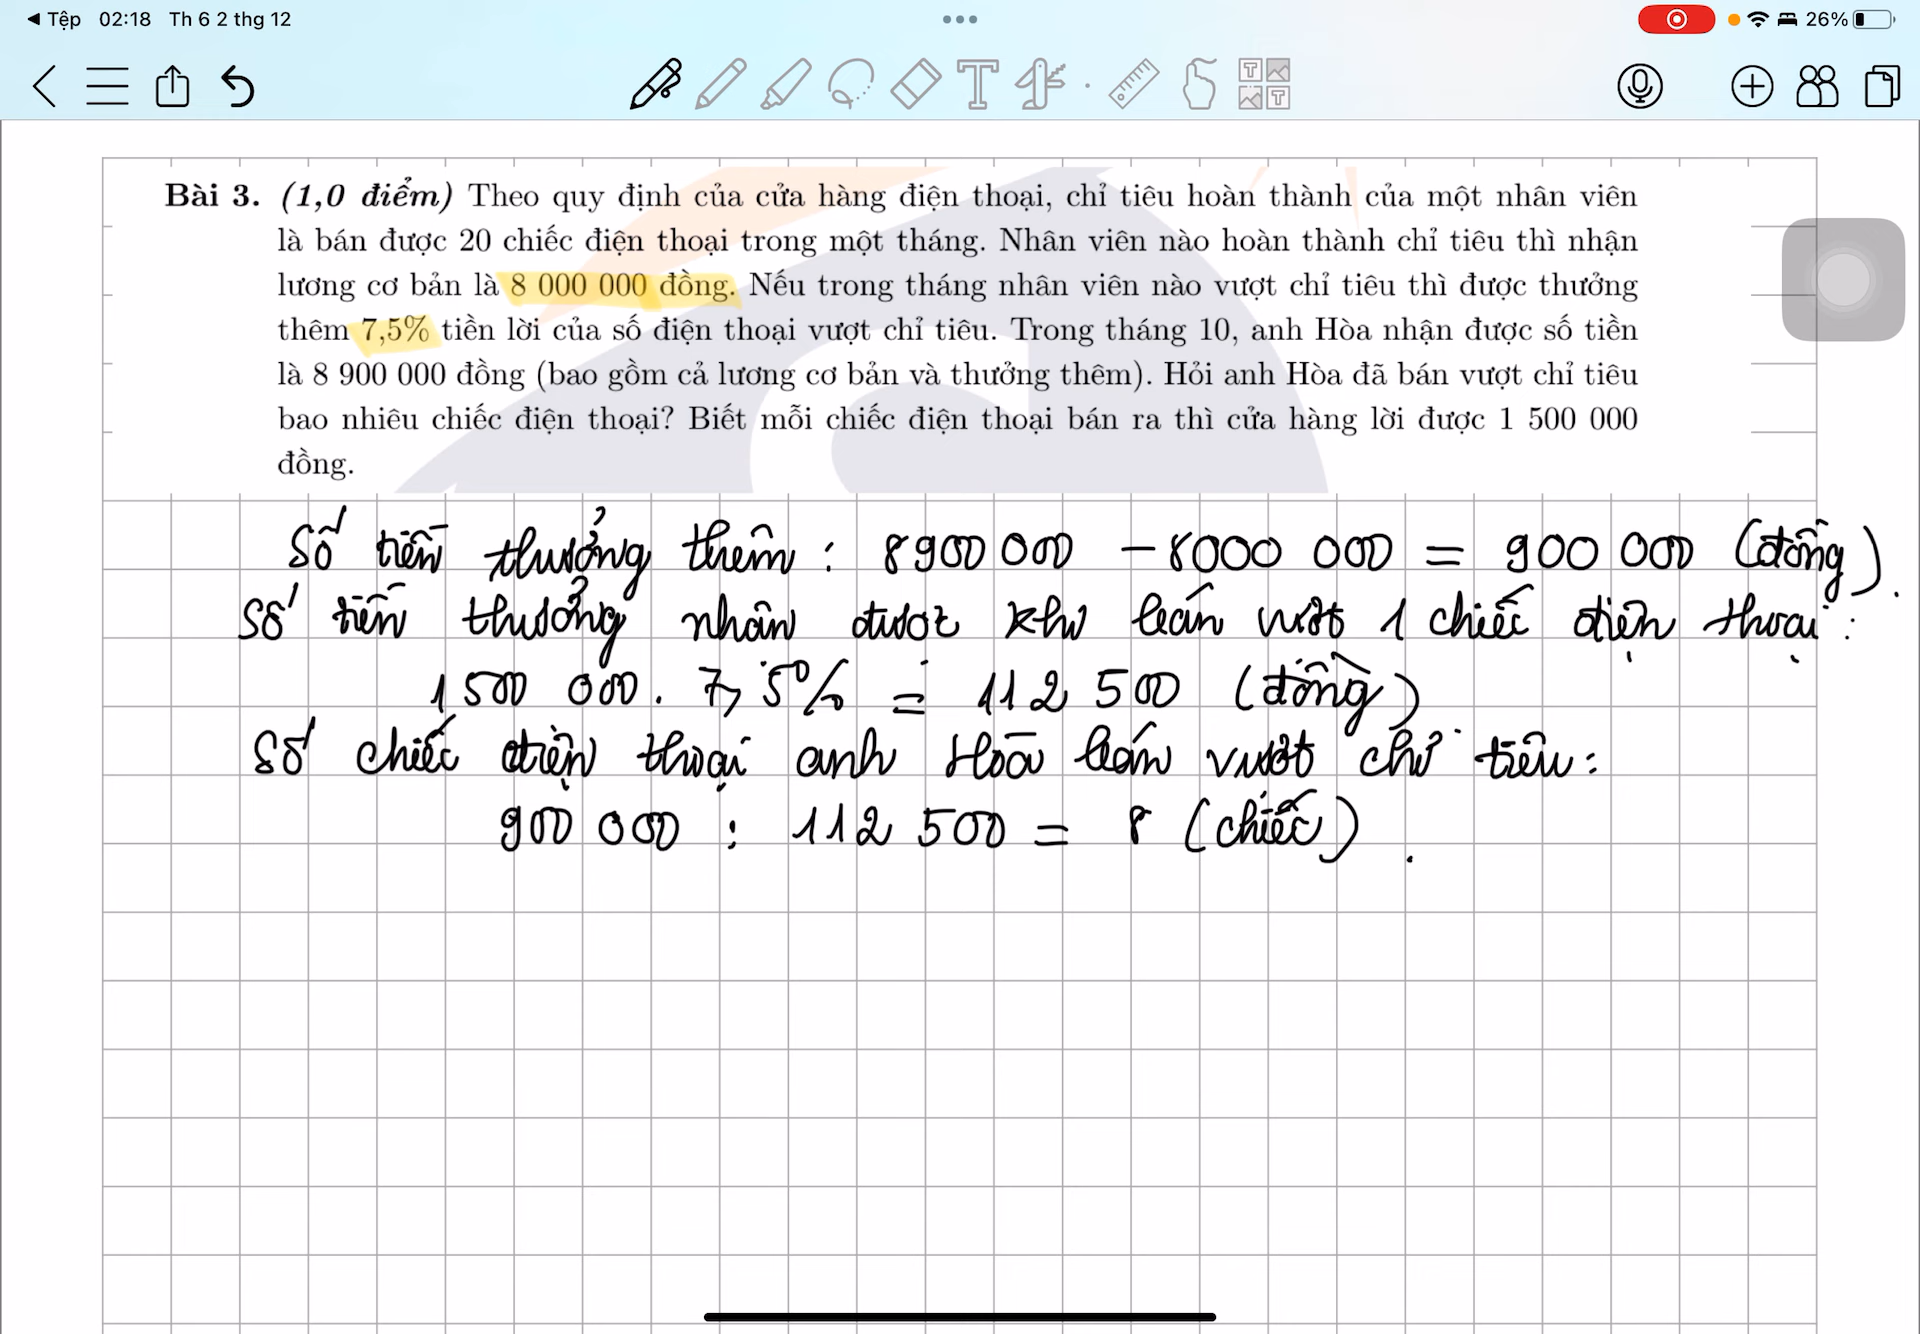 Tệp 02:18 Th 6 2 thg 12
26%
Bài 3. (1,0 điểm) Theo quy định của cửa hàng điện thoại, chỉ tiêu hoàn thành của một nhân viên
là bán được 20 chiếc điện thoại trong một tháng. Nhân viên nào hoàn thành chỉ tiêu thì nhận
lương cơ bản là 8 000 000 đồng. Nếu trong tháng nhân viên nào vượt chỉ tiêu thì được thưởng
thêm 7,5% tiền lời của số điện thoại vượt chỉ tiêu. Trong tháng 10, anh Hòa nhận được số tiền
là 8 900 000 đồng (bao gồm cả lương cơ bản và thưởng thêm). Hỏi anh Hòa đã bán vượt chỉ tiêu
bao nhiêu chiếc điện thoại? Biết mỗi chiếc điện thoại bán ra thì cửa hàng lời được 1 500 000
đồng.
Số tiền thưởng thêm : 8900 000 - 8000 000 = 900 000 (đồng).
Số tiền thưởng nhận được khi bán vượt 1 chiếc điện thoại :
1 500 000 . 7,5% = 112 500 (đồng)
Số chiếc điện thoại anh Hòa bán vượt chỉ tiêu :
900 000 : 112 500 = 8 (chiếc) .